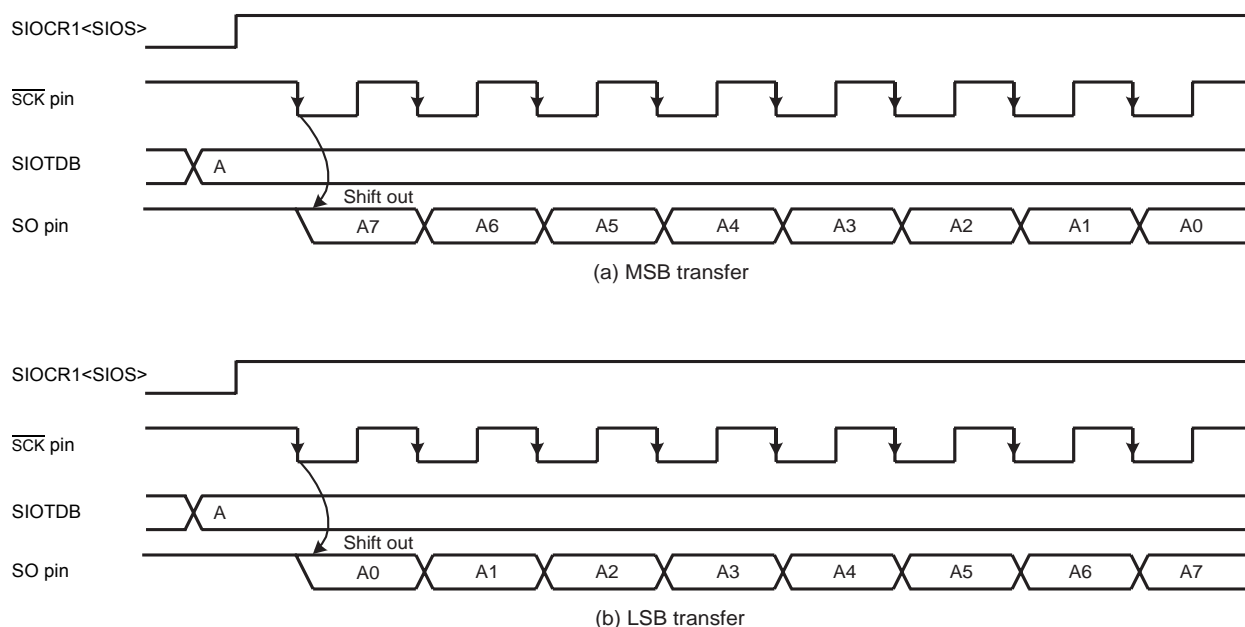 SIOCR1<SIOS>
SCK pin
SIOTDB A
Shift out
SO pin A7 A6 A5 A4 A3 A2 A1 A0
(a) MSB transfer
SIOCR1<SIOS>
SCK pin
SIOTDB A
Shift out
SO pin A0 A1 A2 A3 A4 A5 A6 A7
(b) LSB transfer